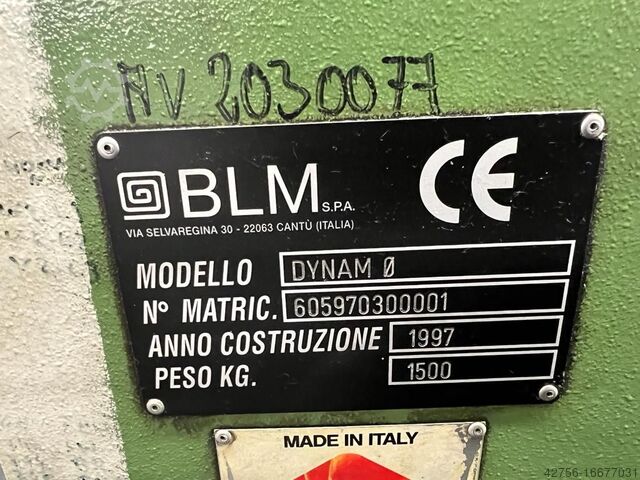 NV 2030077
BLM S.P.A.
CE
VIA SELVAREGINA 30 - 22063 CANTÙ (ITALIA)
MODELLO DYNAM Ø
N° MATRIC. 605970300001
ANNO COSTRUZIONE 1997
PESO KG. 1500
MADE IN ITALY
42756-16677031